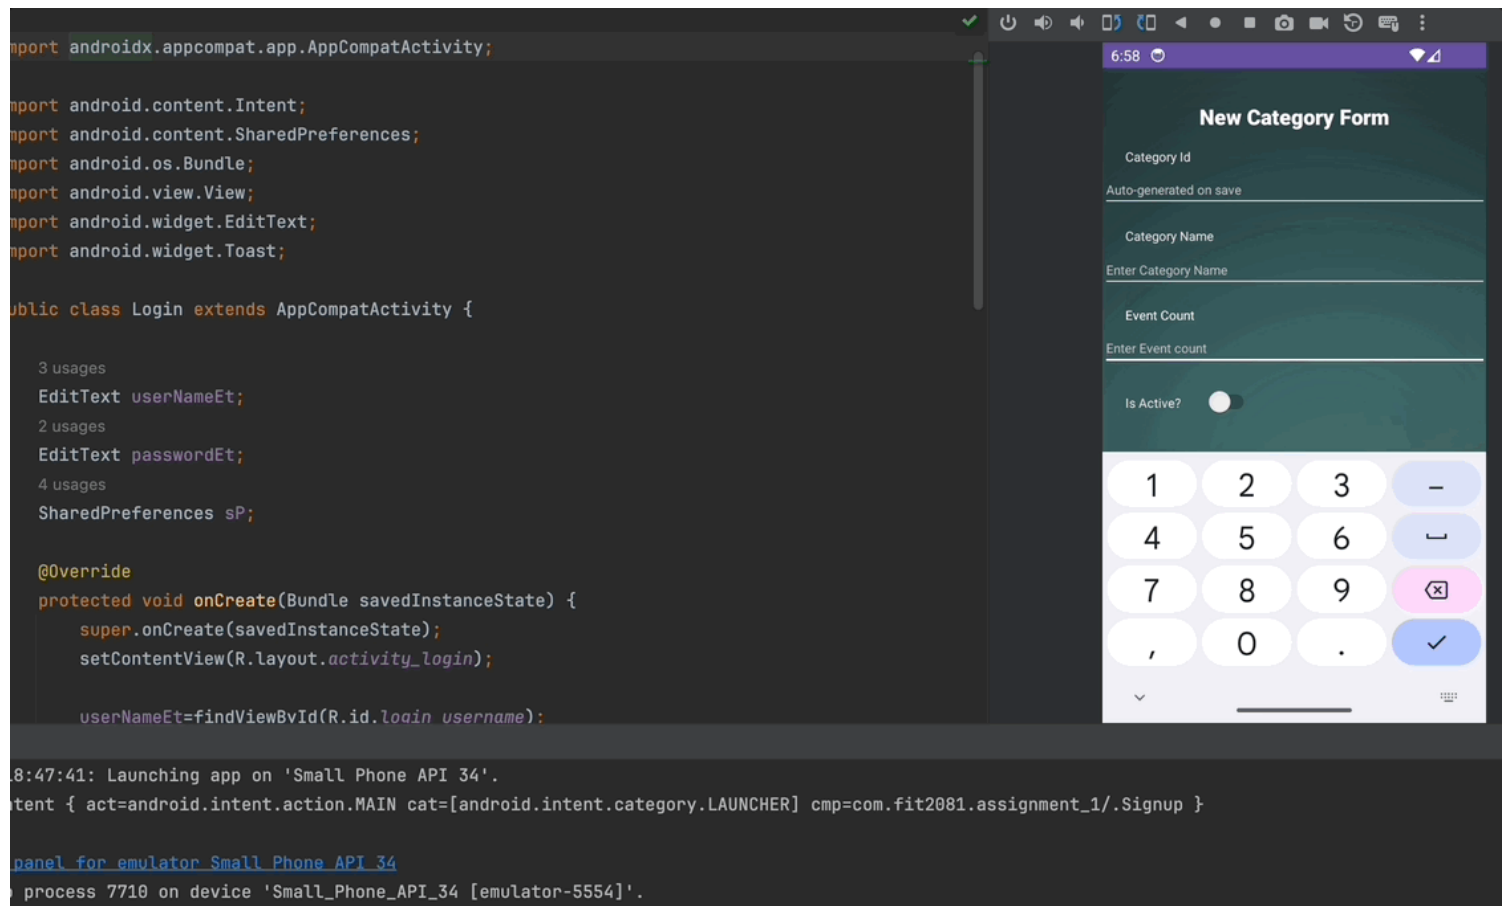 mport androidx.appcompat.app.AppCompatActivity;
mport android.content.Intent;
mport android.content.SharedPreferences;
mport android.os.Bundle;
mport android.view.View;
mport android.widget.EditText;
mport android.widget.Toast;
ublic class Login extends AppCompatActivity {
3 usages
EditText userNameEt;
2 usages
EditText passwordEt;
4 usages
SharedPreferences sP;
@Override
protected void onCreate(Bundle savedInstanceState) {
super.onCreate(savedInstanceState);
setContentView(R.layout.activity_login);
userNameEt=findViewById(R.id.login_username);
6:58
New Category Form
Category Id
Auto-generated on save
Category Name
Enter Category Name
Event Count
Enter Event count
Is Active?
1 2 3 –
4 5 6
7 8 9
, 0 .
8:47:41: Launching app on 'Small Phone API 34'.
tent { act=android.intent.action.MAIN cat=[android.intent.category.LAUNCHER] cmp=com.fit2081.assignment_1/.Signup }
panel for emulator Small Phone API 34
process 7710 on device 'Small_Phone_API_34 [emulator-5554]'.